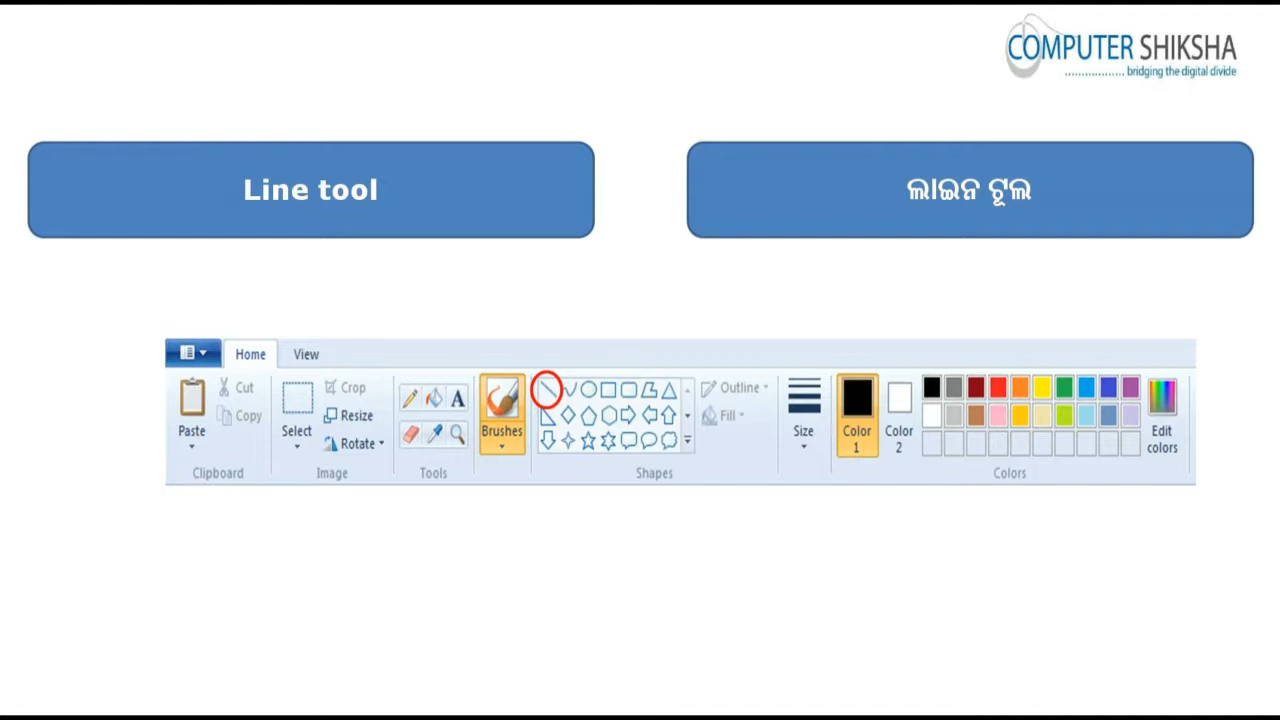 COMPUTER SHIKSHA
bridging the digital divide
Line tool
ଲାଇନ ଟୂଲ
Home View
Paste
Cut
Copy
Clipboard
Select
Crop
Resize
Rotate
Image
A
Tools
Brushes
Shapes
Outline
Fill
Size
Color 1
Color 2
Edit colors
Colors